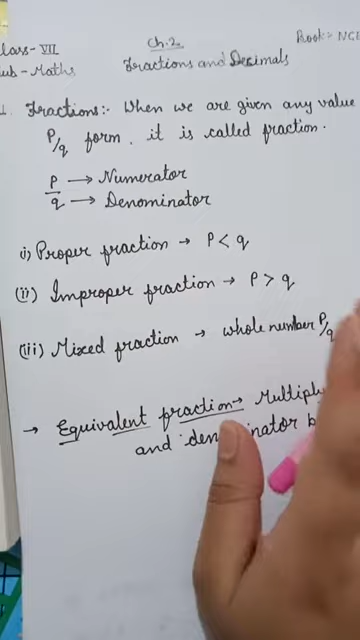 Class- VII
Ch. 2
Book:- NCE
Sub - Maths
Fractions and Decimals
1. Fractions:- When we are given any value
P/q form. it is called fraction.
P → Numerator
q → Denominator
(i) Proper fraction → P < q
(ii) Improper fraction → P > q
(iii) Mixed fraction → whole number P/q
→ Equivalent fraction → Multiply
and denominator b